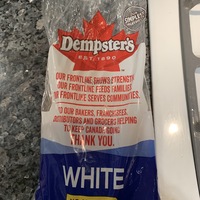 SIMPLY
Dempster's
EST. 1890
OUR FRONTLINE SHOWS STRENGTH.
OUR FRONTLINE FEEDS FAMILIES.
OUR FRONTLINE SERVES COMMUNITIES.
TO OUR BAKERS, FRANCHISEES,
DISTRIBUTORS AND GROCERS HELPING
TO KEEP CANADA GOING
THANK YOU.
WHITE